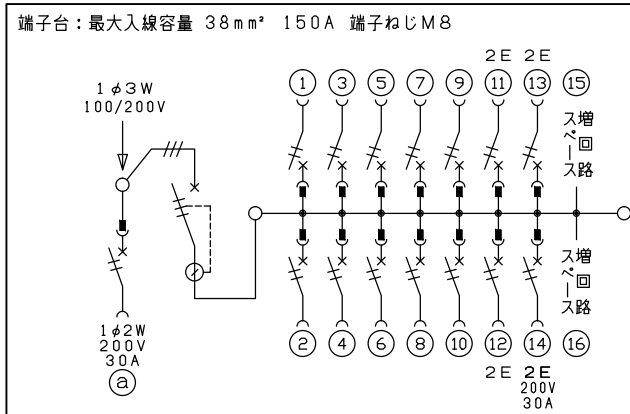 端子台：最大入線容量 38mm² 150A 端子ねじM8
2E 2E
1 3 5 7 9 11 13 15
1φ3W
100/200V
増回路
スペース
増回路
スペース
1φ2W
200V
30A
a
2 4 6 8 10 12 14 16
2E 2E
200V
30A